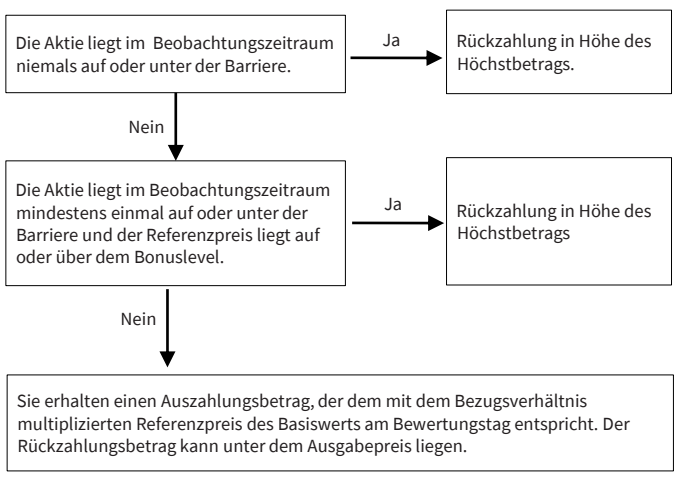 Die Aktie liegt im Beobachtungszeitraum
niemals auf oder unter der Barriere.
Ja
Rückzahlung in Höhe des
Höchstbetrags.
Nein
Die Aktie liegt im Beobachtungszeitraum
mindestens einmal auf oder unter der
Barriere und der Referenzpreis liegt auf
oder über dem Bonuslevel.
Ja
Rückzahlung in Höhe des
Höchstbetrags
Nein
Sie erhalten einen Auszahlungsbetrag, der dem mit dem Bezugsverhältnis
multiplizierten Referenzpreis des Basiswerts am Bewertungstag entspricht. Der
Rückzahlungsbetrag kann unter dem Ausgabepreis liegen.